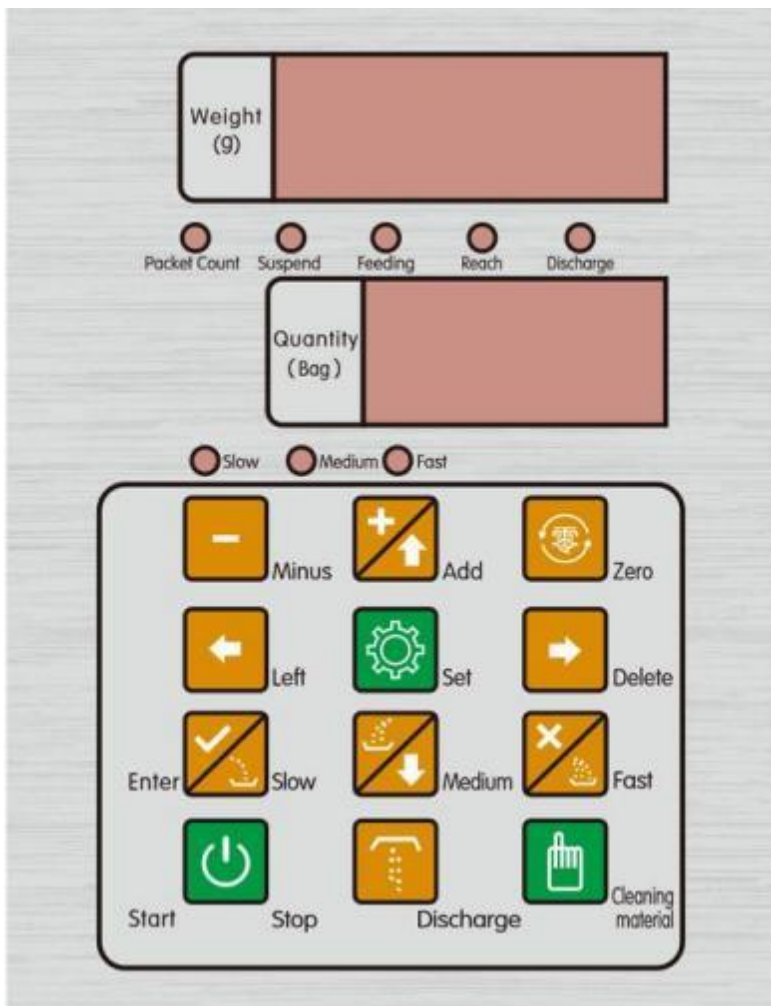 Weight
(g)
Packet Count Suspend Feeding Reach Discharge
Quantity
(Bag)
Slow Medium Fast
Minus Add 零 Zero
Left Set Delete
Enter Slow Medium Fast
Start Stop Discharge Cleaning
material